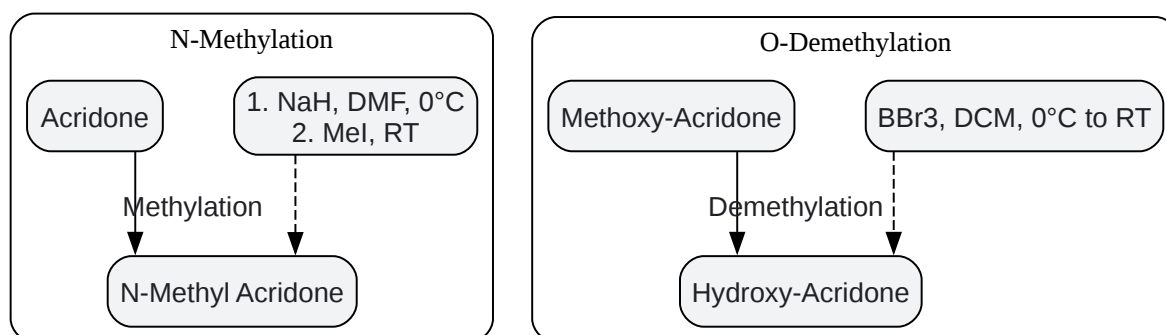 N-Methylation
Acridone
1. NaH, DMF, 0°C
2. MeI, RT
Methylation
N-Methyl Acridone
O-Demethylation
Methoxy-Acridone
BBr3, DCM, 0°C to RT
Demethylation
Hydroxy-Acridone